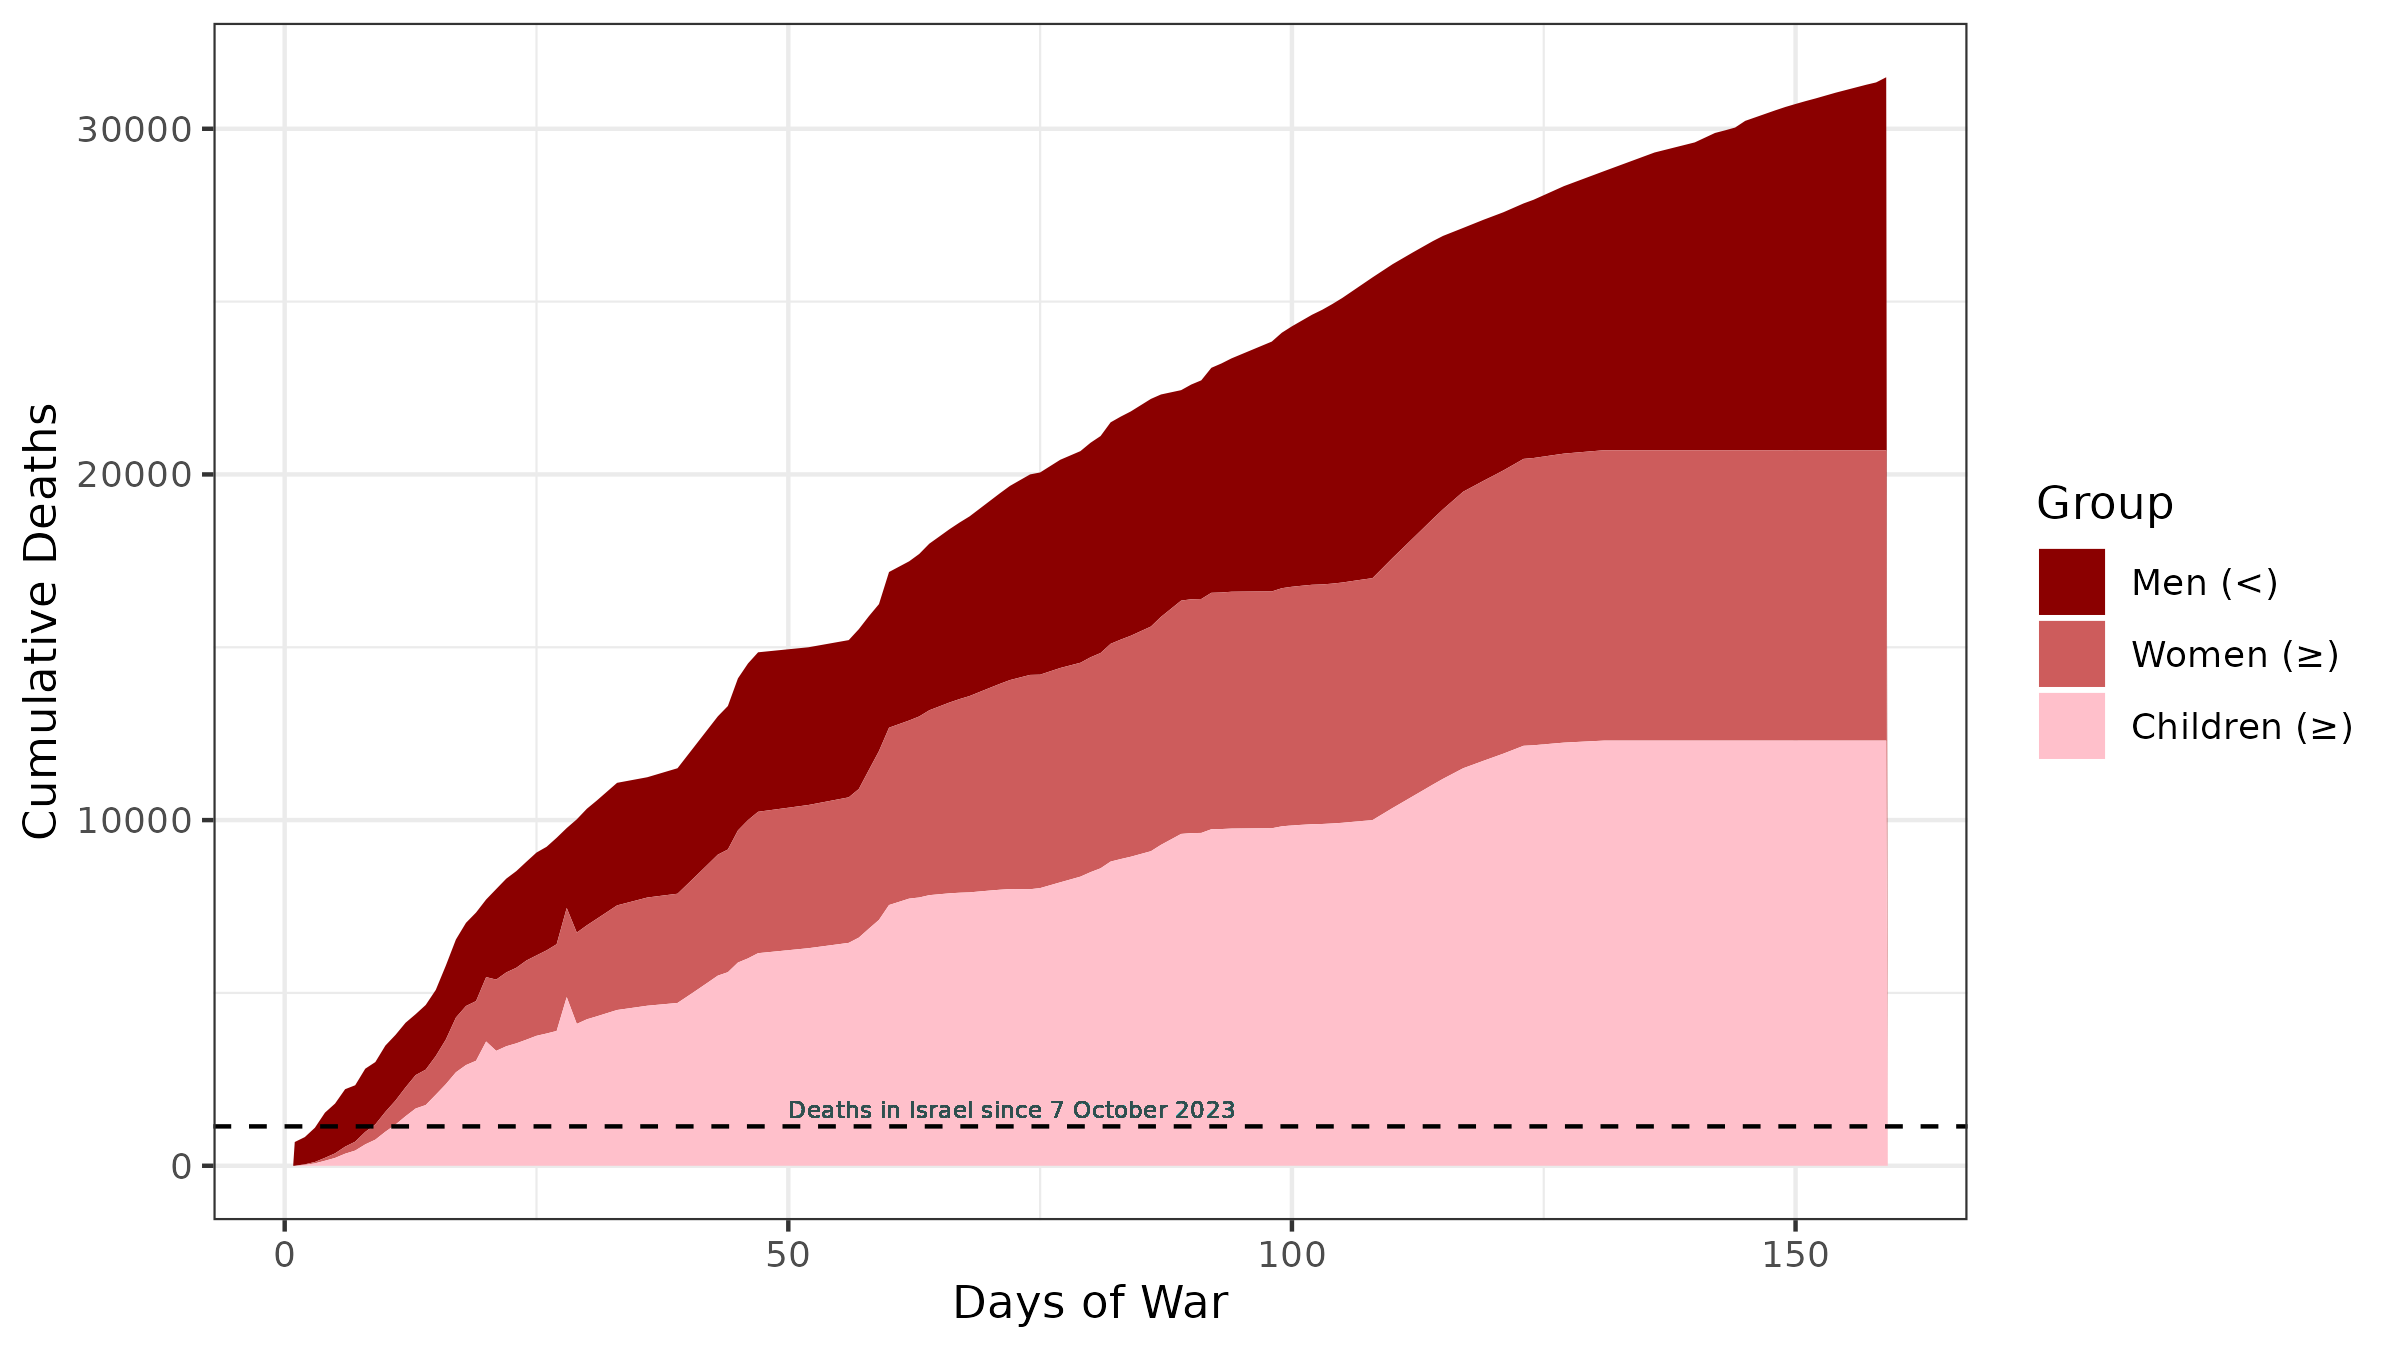 Cumulative Deaths
30000
20000
10000
0
Deaths in Israel since 7 October 2023
0 50 100 150
Days of War
Group
Men (<)
Women (≥)
Children (≥)